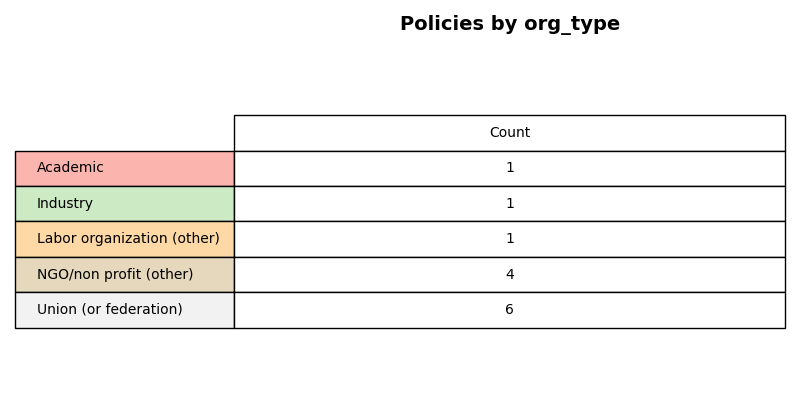 Policies by org_type
Count
Academic 1
Industry 1
Labor organization (other) 1
NGO/non profit (other) 4
Union (or federation) 6